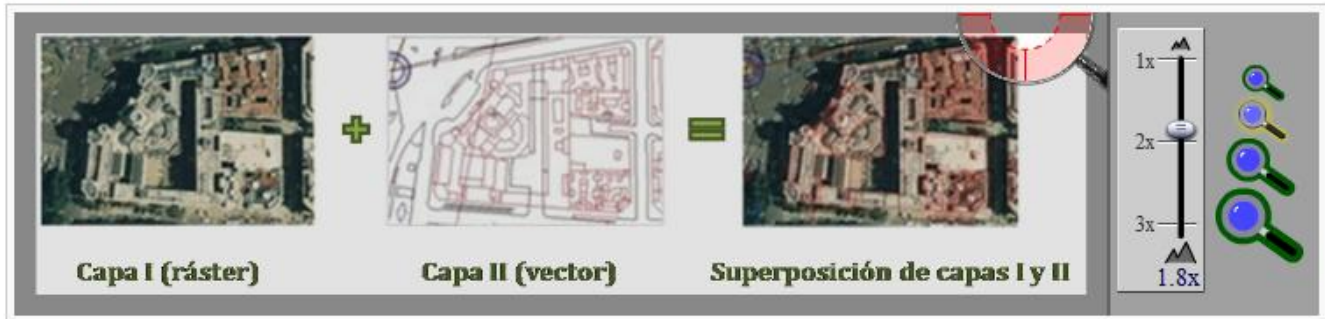 Capa I (ráster)
Capa II (vector)
Superposición de capas I y II
1x
2x
3x
1.8x